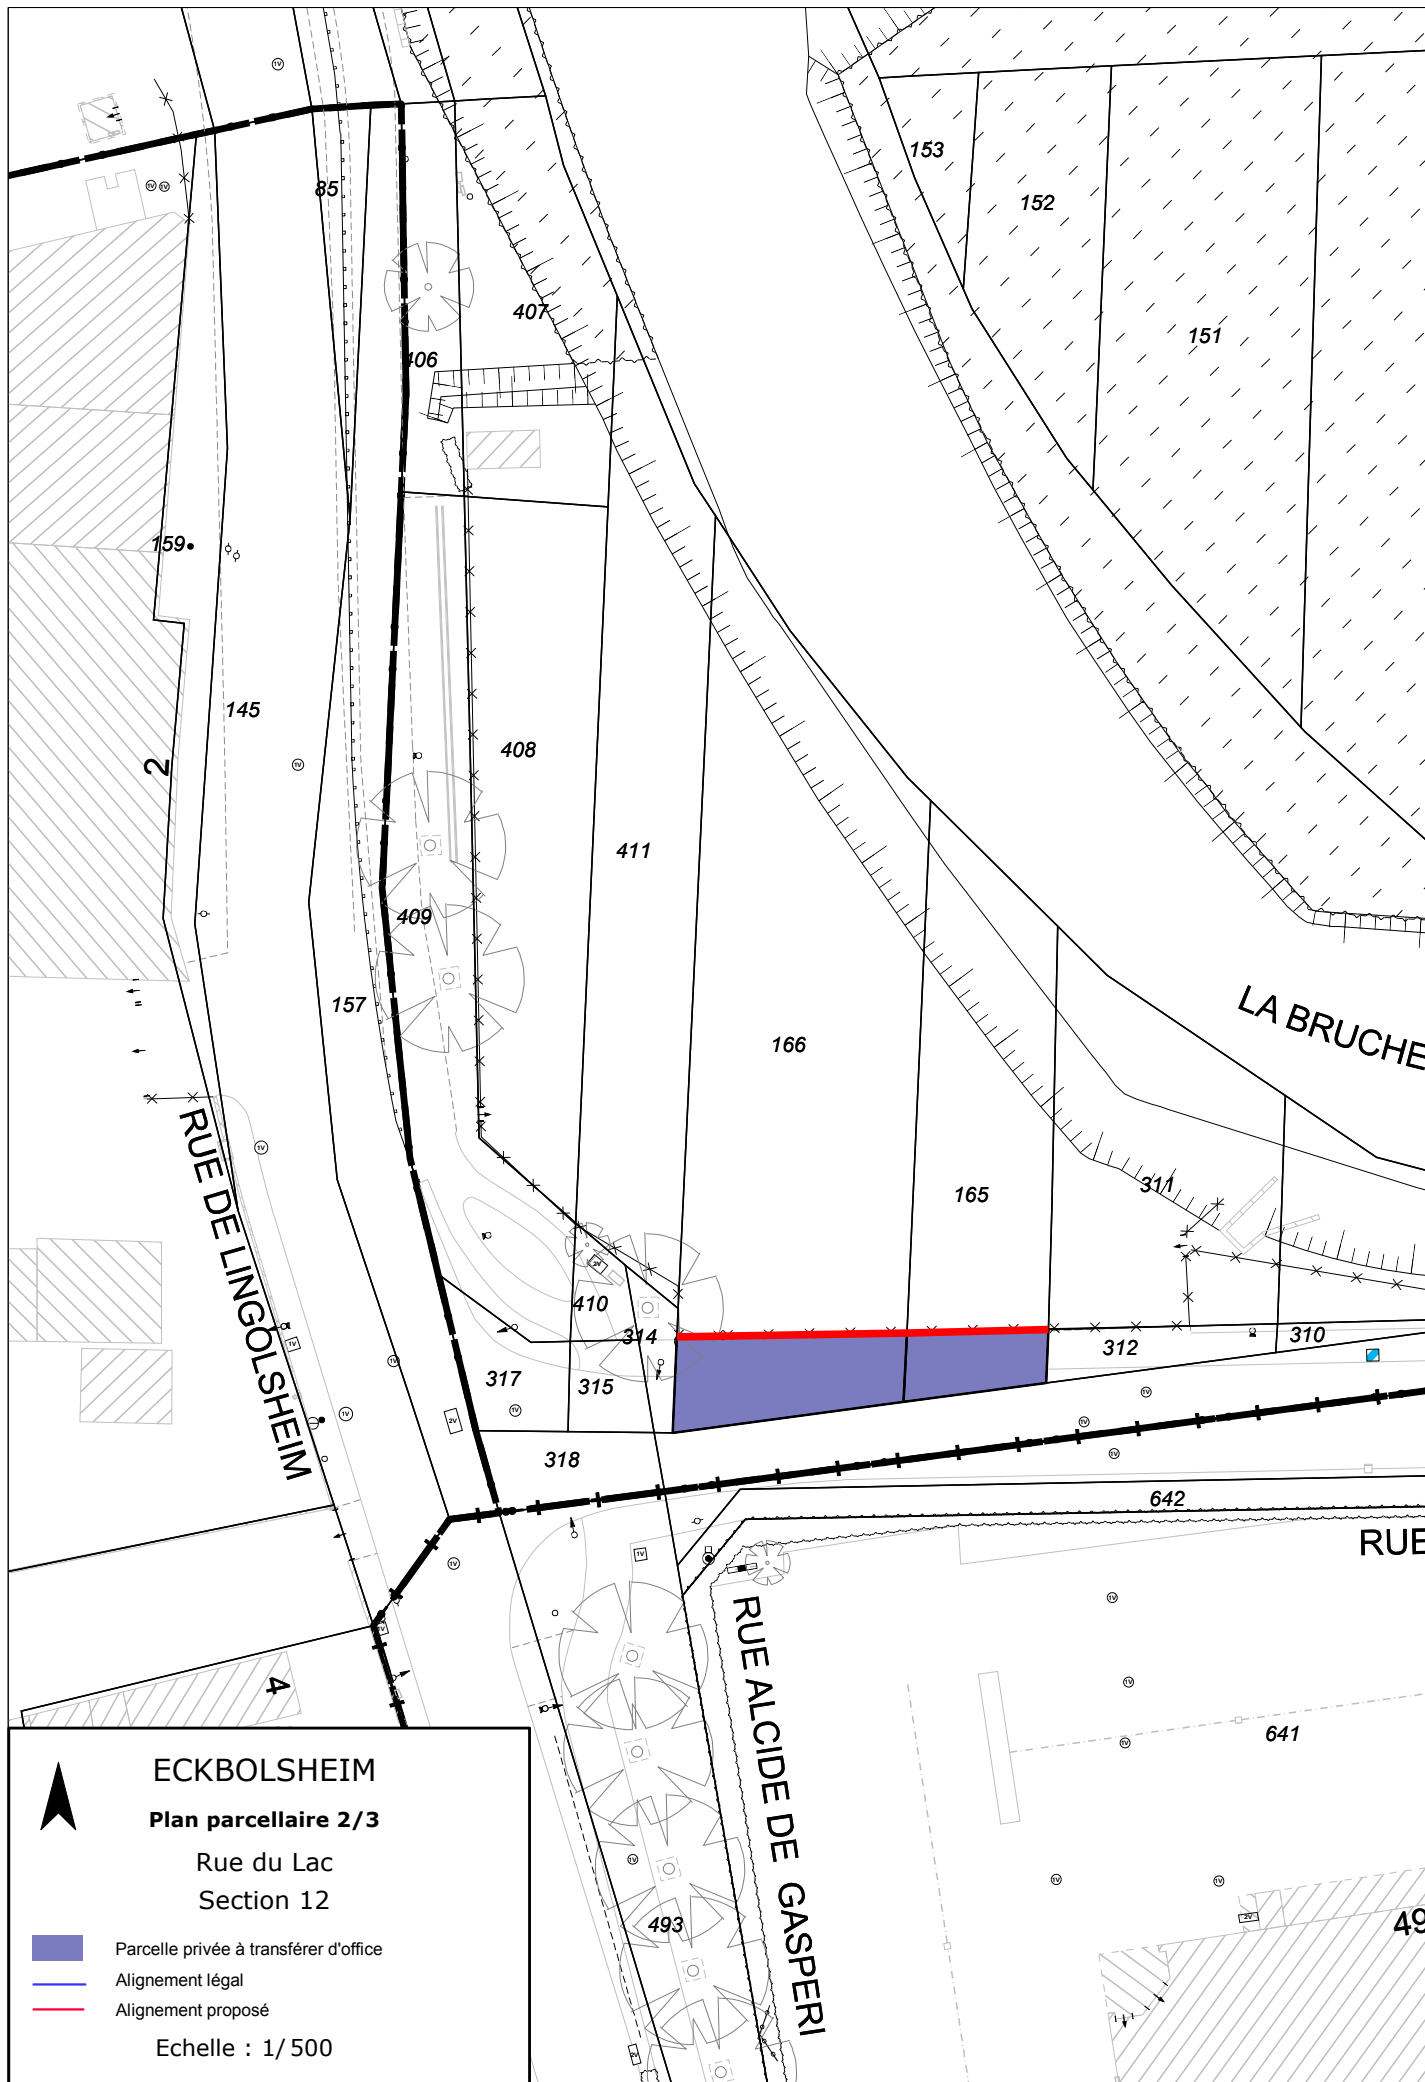 153
152
151
85
407
406
159
145
2
408
411
409
157
166
LA BRUCHE
RUE DE LINGOLSHEIM
165
311
410
314
317
315
312
310
318
642
RUE
RUE ALCIDE DE GASPERI
4
641
493
49
ECKBOLSHEIM
Plan parcellaire 2/3
Rue du Lac
Section 12
Parcelle privée à transférer d'office
Alignement légal
Alignement proposé
Echelle : 1/500